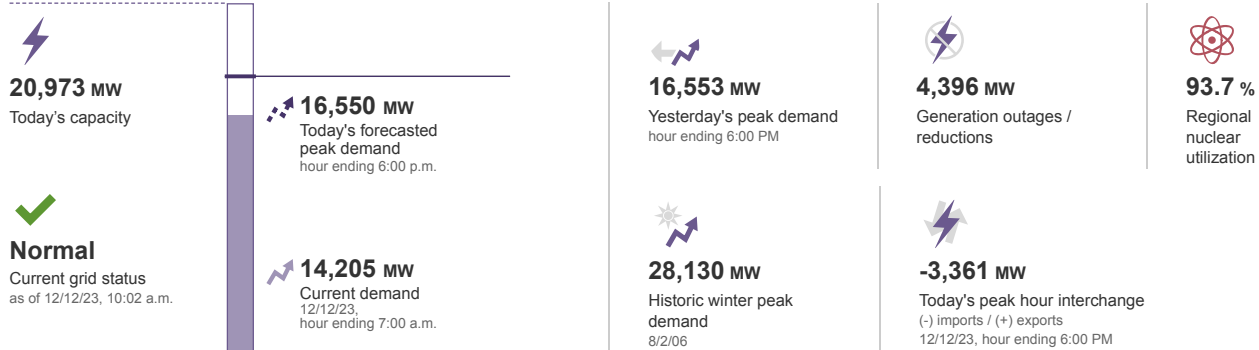 20,973 MW
Today's capacity
16,550 MW
Today's forecasted
peak demand
hour ending 6:00 p.m.
Normal
Current grid status
as of 12/12/23, 10:02 a.m.
14,205 MW
Current demand
12/12/23,
hour ending 7:00 a.m.
16,553 MW
Yesterday's peak demand
hour ending 6:00 PM
4,396 MW
Generation outages /
reductions
93.7 %
Regional
nuclear
utilization
28,130 MW
Historic winter peak
demand
8/2/06
-3,361 MW
Today's peak hour interchange
(-) imports / (+) exports
12/12/23, hour ending 6:00 PM